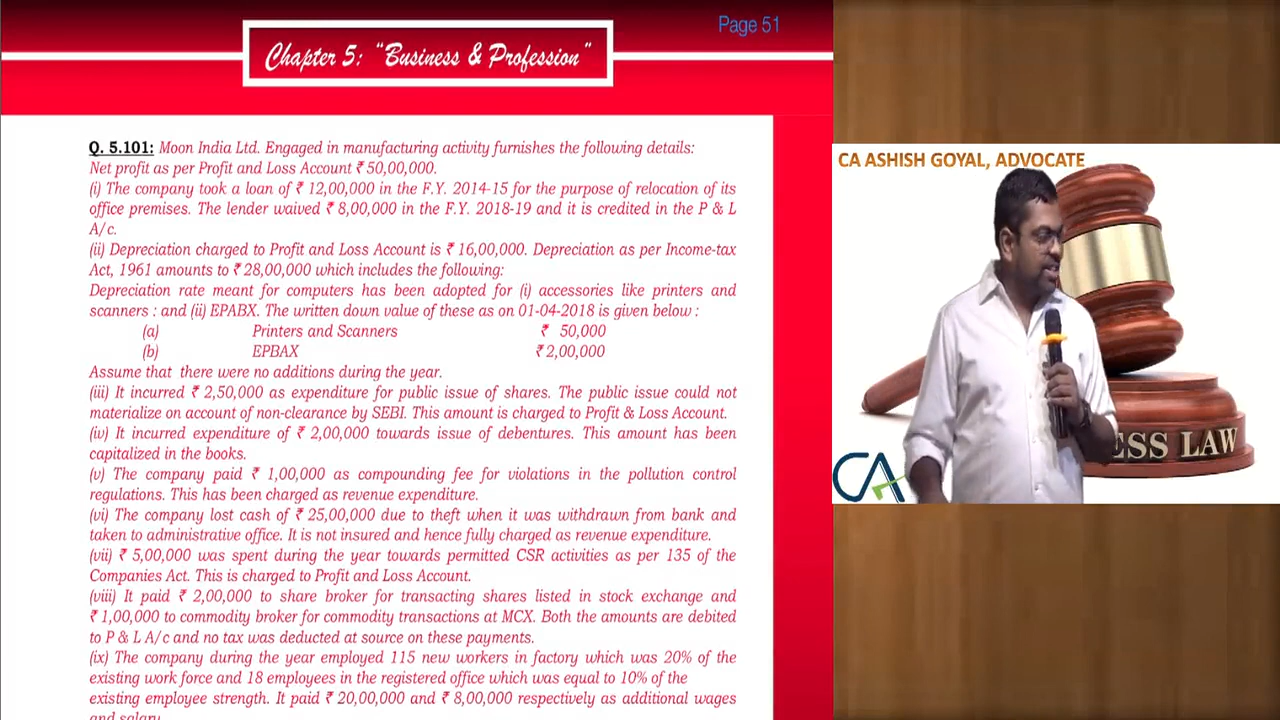 Page 51
Chapter 5: "Business & Profession"
Q. 5.101: Moon India Ltd. Engaged in manufacturing activity furnishes the following details:
Net profit as per Profit and Loss Account ₹ 50,00,000.
(i) The company took a loan of ₹ 12,00,000 in the F.Y. 2014-15 for the purpose of relocation of its
office premises. The lender waived ₹ 8,00,000 in the F.Y. 2018-19 and it is credited in the P & L
A/c.
(ii) Depreciation charged to Profit and Loss Account is ₹ 16,00,000. Depreciation as per Income-tax
Act, 1961 amounts to ₹ 28,00,000 which includes the following:
Depreciation rate meant for computers has been adopted for (i) accessories like printers and
scanners : and (ii) EPABX. The written down value of these as on 01-04-2018 is given below :
(a) Printers and Scanners ₹ 50,000
(b) EPBAX ₹ 2,00,000
Assume that there were no additions during the year.
(iii) It incurred ₹ 2,50,000 as expenditure for public issue of shares. The public issue could not
materialize on account of non-clearance by SEBI. This amount is charged to Profit & Loss Account.
(iv) It incurred expenditure of ₹ 2,00,000 towards issue of debentures. This amount has been
capitalized in the books.
(v) The company paid ₹ 1,00,000 as compounding fee for violations in the pollution control
regulations. This has been charged as revenue expenditure.
(vi) The company lost cash of ₹ 25,00,000 due to theft when it was withdrawn from bank and
taken to administrative office. It is not insured and hence fully charged as revenue expenditure.
(vii) ₹ 5,00,000 was spent during the year towards permitted CSR activities as per 135 of the
Companies Act. This is charged to Profit and Loss Account.
(viii) It paid ₹ 2,00,000 to share broker for transacting shares listed in stock exchange and
₹ 1,00,000 to commodity broker for commodity transactions at MCX. Both the amounts are debited
to P & L A/c and no tax was deducted at source on these payments.
(ix) The company during the year employed 115 new workers in factory which was 20% of the
existing work force and 18 employees in the registered office which was equal to 10% of the
existing employee strength. It paid ₹ 20,00,000 and ₹ 8,00,000 respectively as additional wages
and salary.
CA ASHISH GOYAL, ADVOCATE
ESS LAW
CA